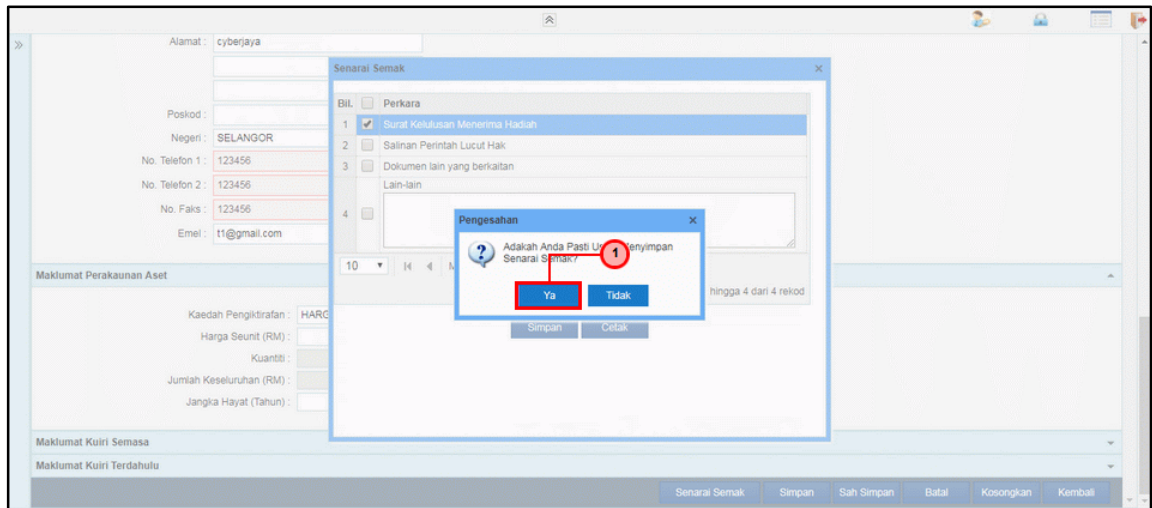 Alamat : cyberjaya
Poskod :
Negeri : SELANGOR
No. Telefon 1 : 123456
No. Telefon 2 : 123456
No. Faks : 123456
Emel : t1@gmail.com
Maklumat Perakaunan Aset
Kaedah Pengiktirafan : HARG
Harga Seunit (RM) :
Kuantiti :
Jumlah Keseluruhan (RM) :
Jangka Hayat (Tahun) :
Maklumat Kuiri Semasa
Maklumat Kuiri Terdahulu
Senarai Semak
Bil. Perkara
1 Surat Kelulusan Menerima Hadiah
2 Salinan Perintah Lucut Hak
3 Dokumen lain yang berkaitan
Lain-lain
4
10
hingga 4 dari 4 rekod
Simpan Cetak
Pengesahan
Adakah Anda Pasti
Senarai Semak?
1
Ya Tidak
Senarai Semak Simpan Sah Simpan Batal Kosongkan Kembali